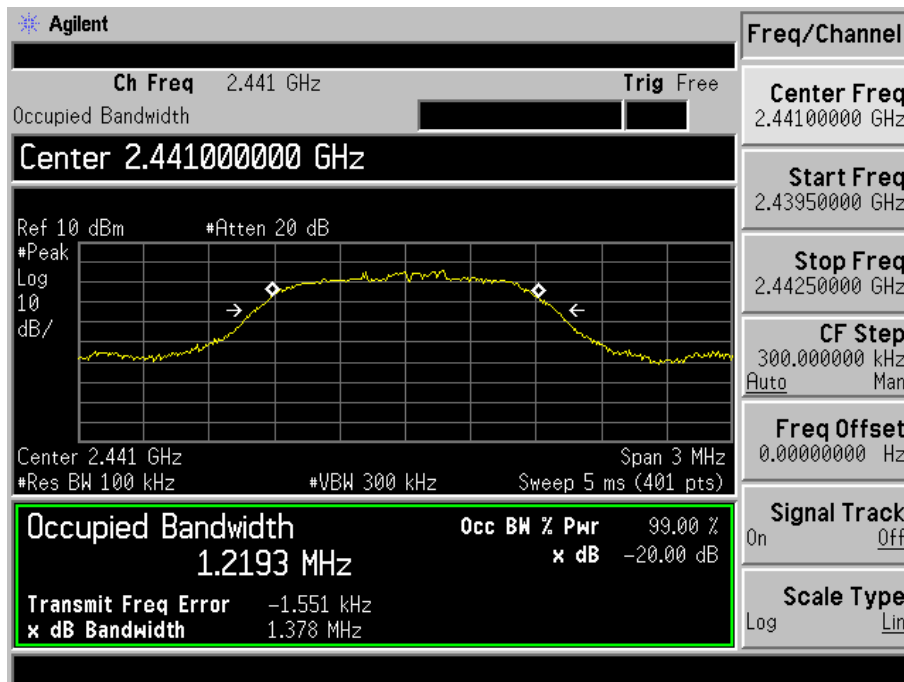 Agilent
Freq/Channel
Ch Freq 2.441 GHz Trig Free
Occupied Bandwidth
Center 2.441000000 GHz
Ref 10 dBm #Atten 20 dB
#Peak
Log
10
dB/
Center 2.441 GHz Span 3 MHz
#Res BW 100 kHz #VBW 300 kHz Sweep 5 ms (401 pts)
Occupied Bandwidth
1.2193 MHz
Occ BW % Pwr 99.00 %
x dB -20.00 dB
Transmit Freq Error -1.551 kHz
x dB Bandwidth 1.378 MHz
Center Freq
2.44100000 GHz
Start Freq
2.43950000 GHz
Stop Freq
2.44250000 GHz
CF Step
300.000000 kHz
Auto Man
Freq Offset
0.00000000 Hz
Signal Track
On Off
Scale Type
Log Lin